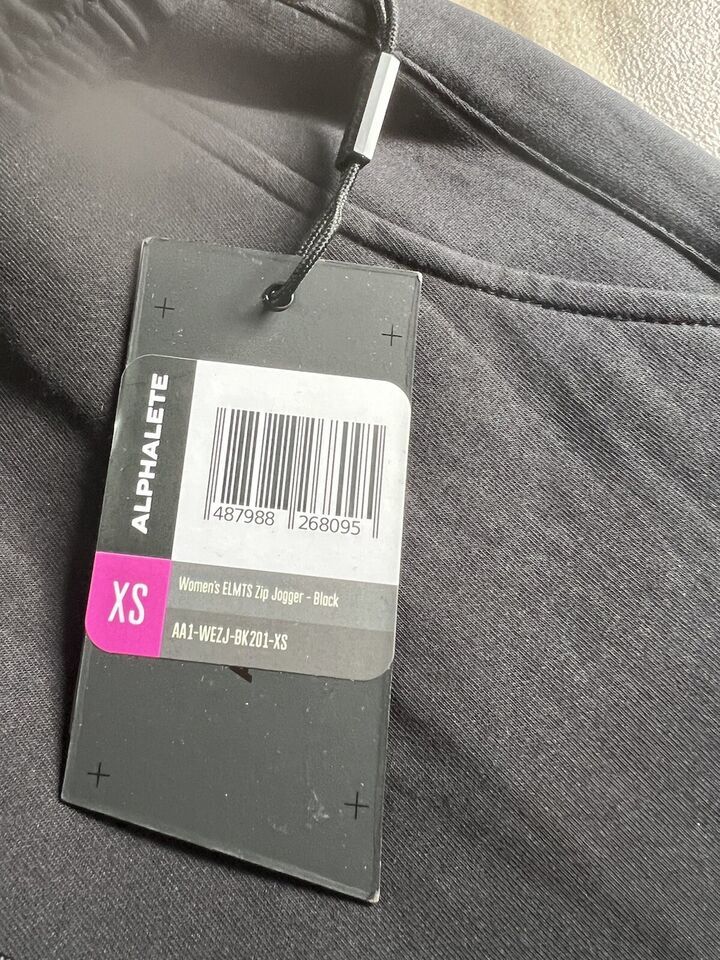 ALPHALETE
487988 268095
XS
Women's ELMTS Zip Jogger - Black
AA1-WEZJ-BK201-XS